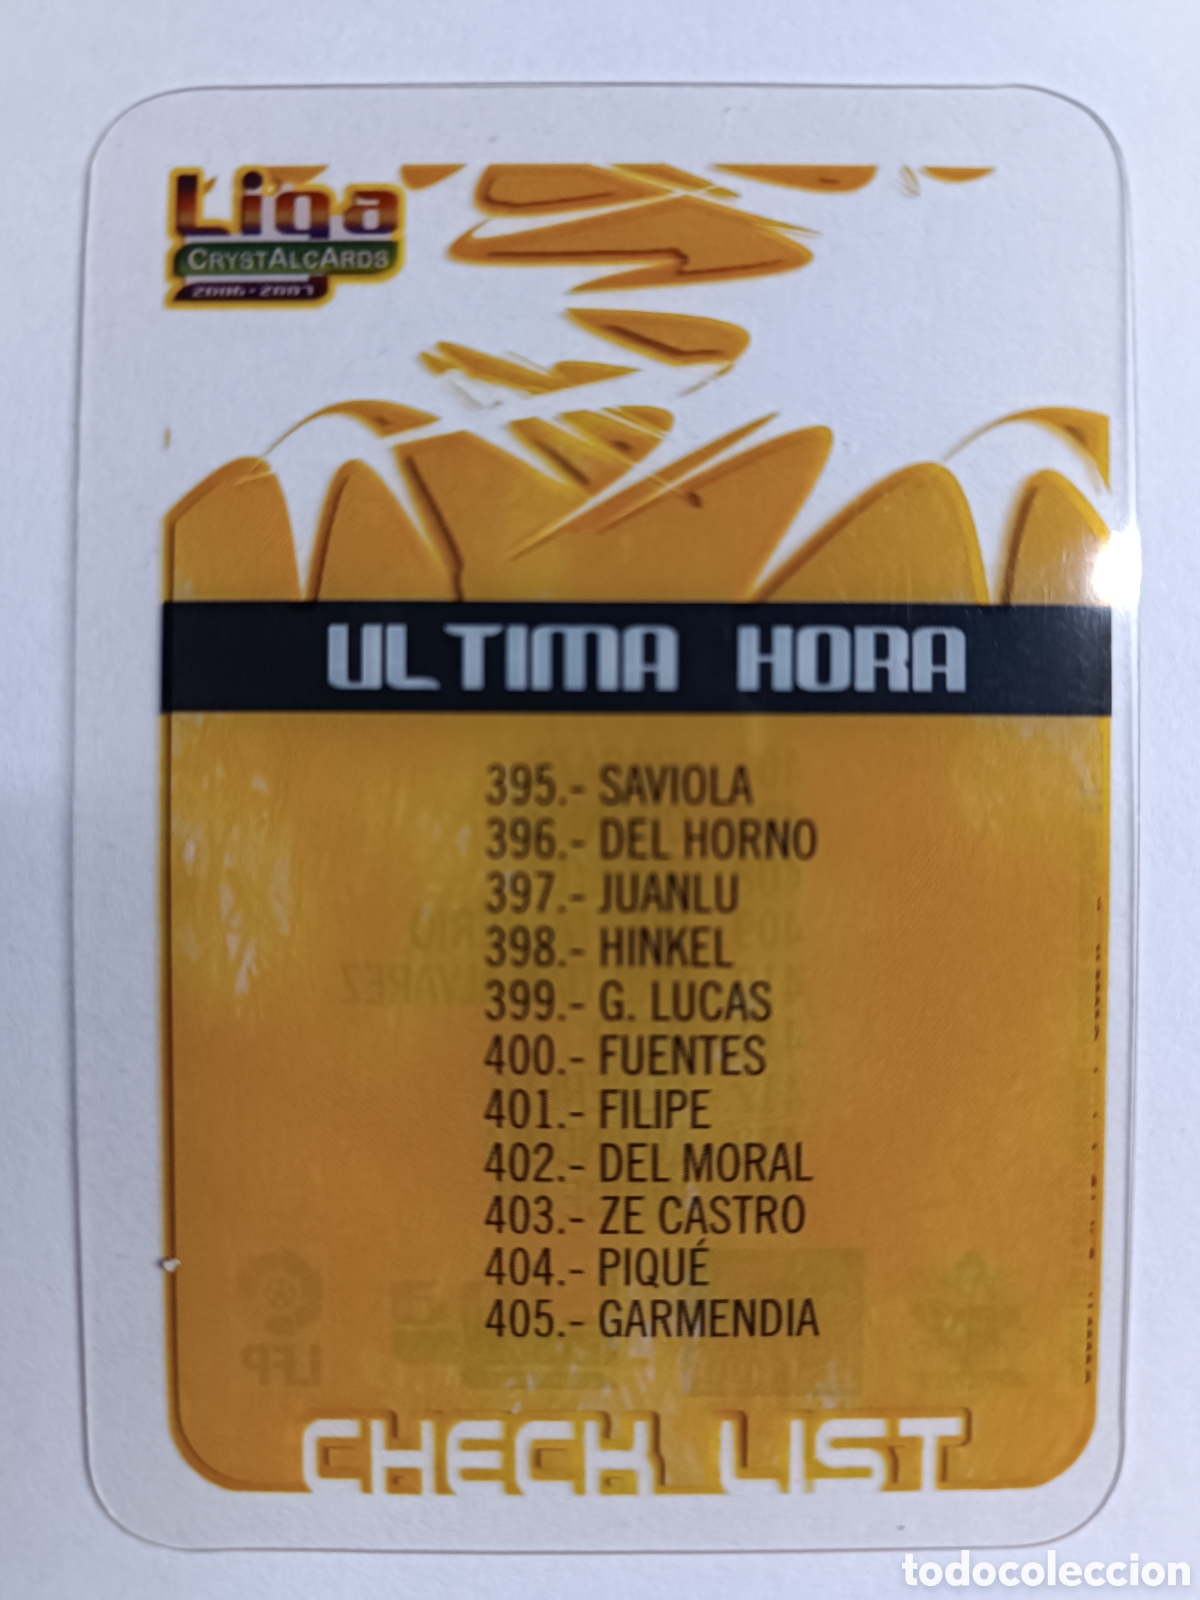 Liga
CRYSTALCARDS
2006-2007
ULTIMA HORA
395.- SAVIOLA
396.- DEL HORNO
397.- JUANLU
398.- HINKEL
399.- G. LUCAS
400.- FUENTES
401.- FILIPE
402.- DEL MORAL
403.- ZE CASTRO
404.- PIQUÉ
405.- GARMENDIA
LFP
CHECK LIST
todocoleccion